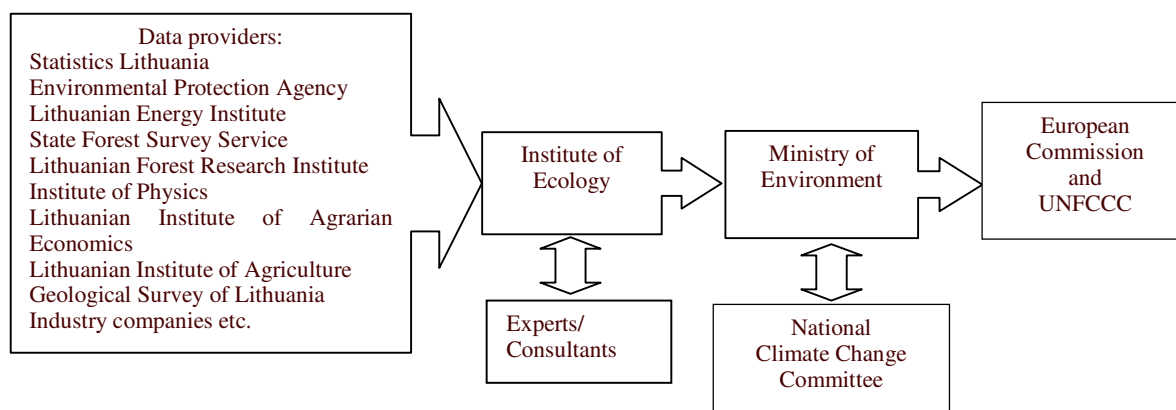 Data providers:
Statistics Lithuania
Environmental Protection Agency
Lithuanian Energy Institute
State Forest Survey Service
Lithuanian Forest Research Institute
Institute of Physics
Lithuanian Institute of Agrarian
Economics
Lithuanian Institute of Agriculture
Geological Survey of Lithuania
Industry companies etc.
Institute of
Ecology
Experts/
Consultants
Ministry of
Environment
National
Climate Change
Committee
European
Commission
and
UNFCCC